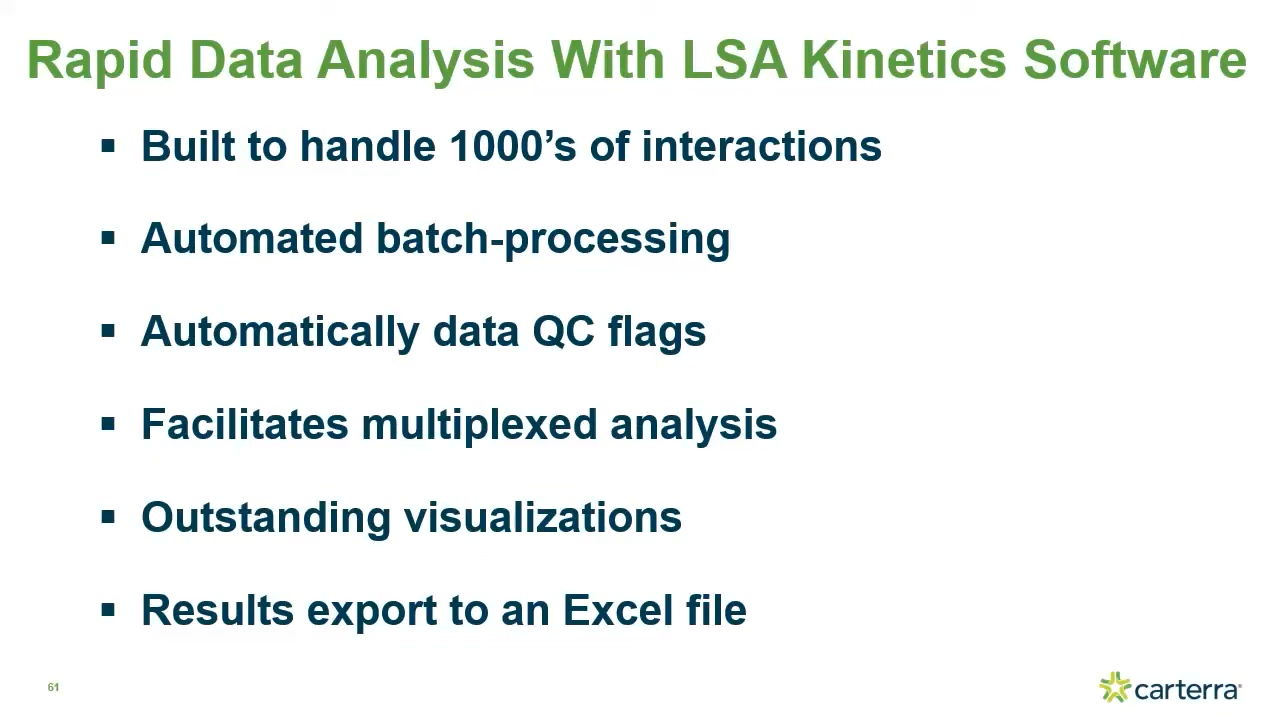 Rapid Data Analysis With LSA Kinetics Software
▪ Built to handle 1000’s of interactions
▪ Automated batch-processing
▪ Automatically data QC flags
▪ Facilitates multiplexed analysis
▪ Outstanding visualizations
▪ Results export to an Excel file
61
carterra®